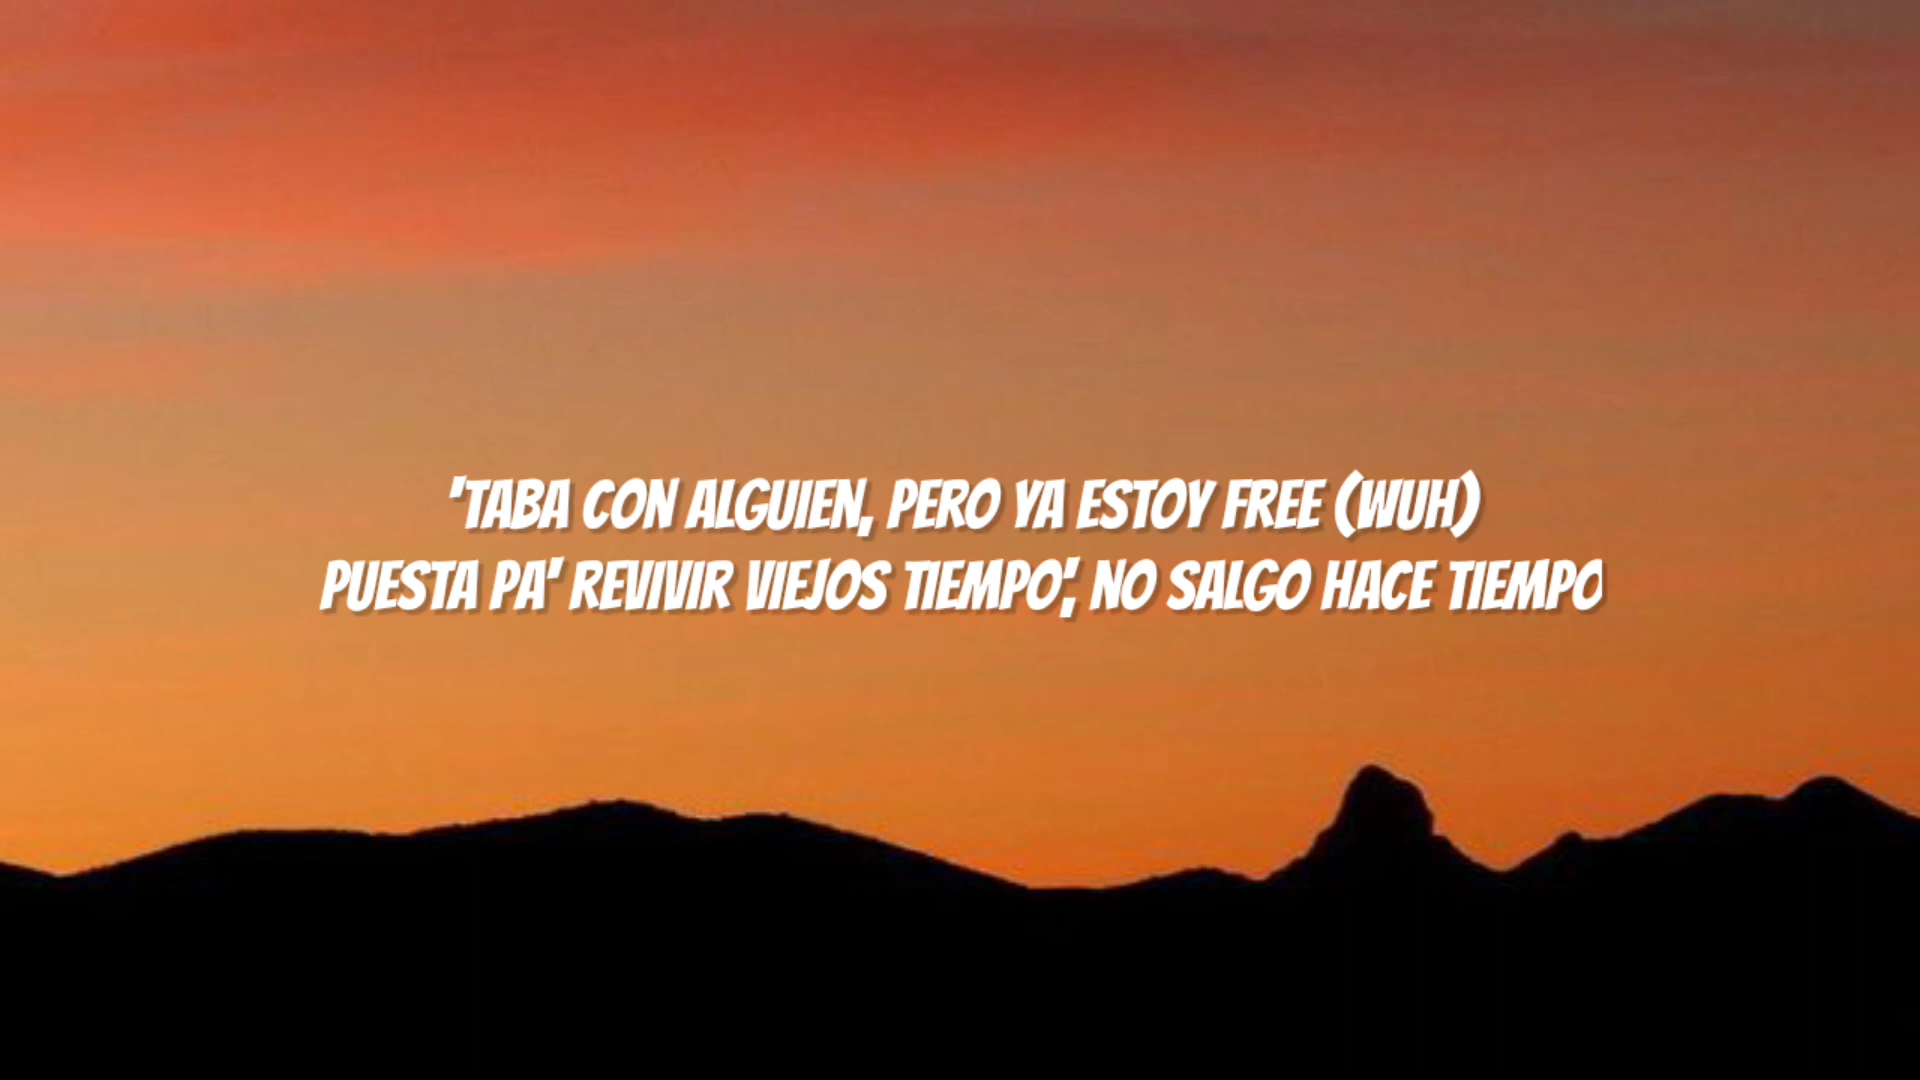 'TABA CON ALGUIEN, PERO YA ESTOY FREE (WUH)
PUESTA PA' REVIVIR VIEJOS TIEMPO', NO SALGO HACE TIEMPO